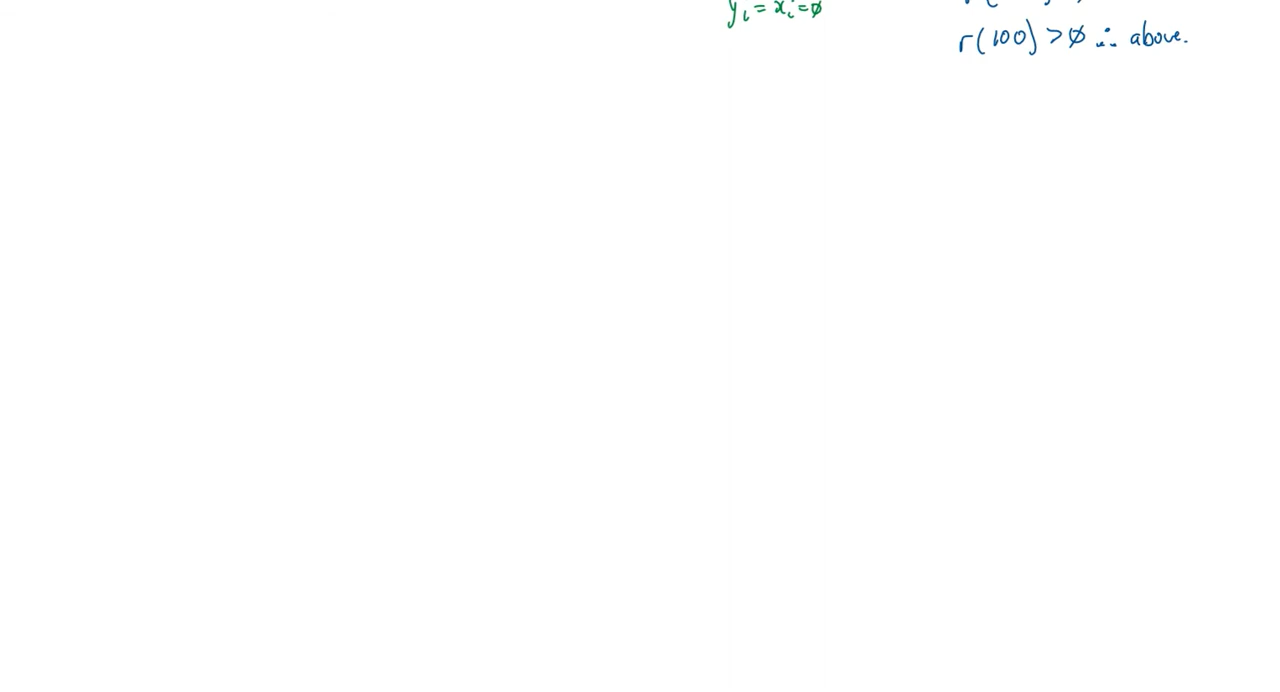 yᵢ = xᵢ = ∅
r(100) > ∅ ∴ above.